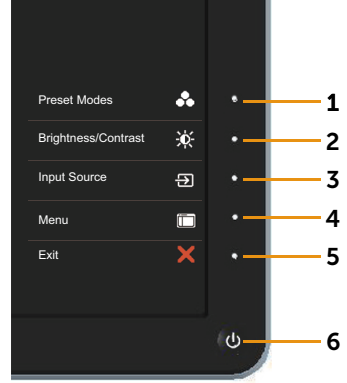 Preset Modes
1
Brightness/Contrast
2
Input Source
3
Menu
4
Exit
5
6